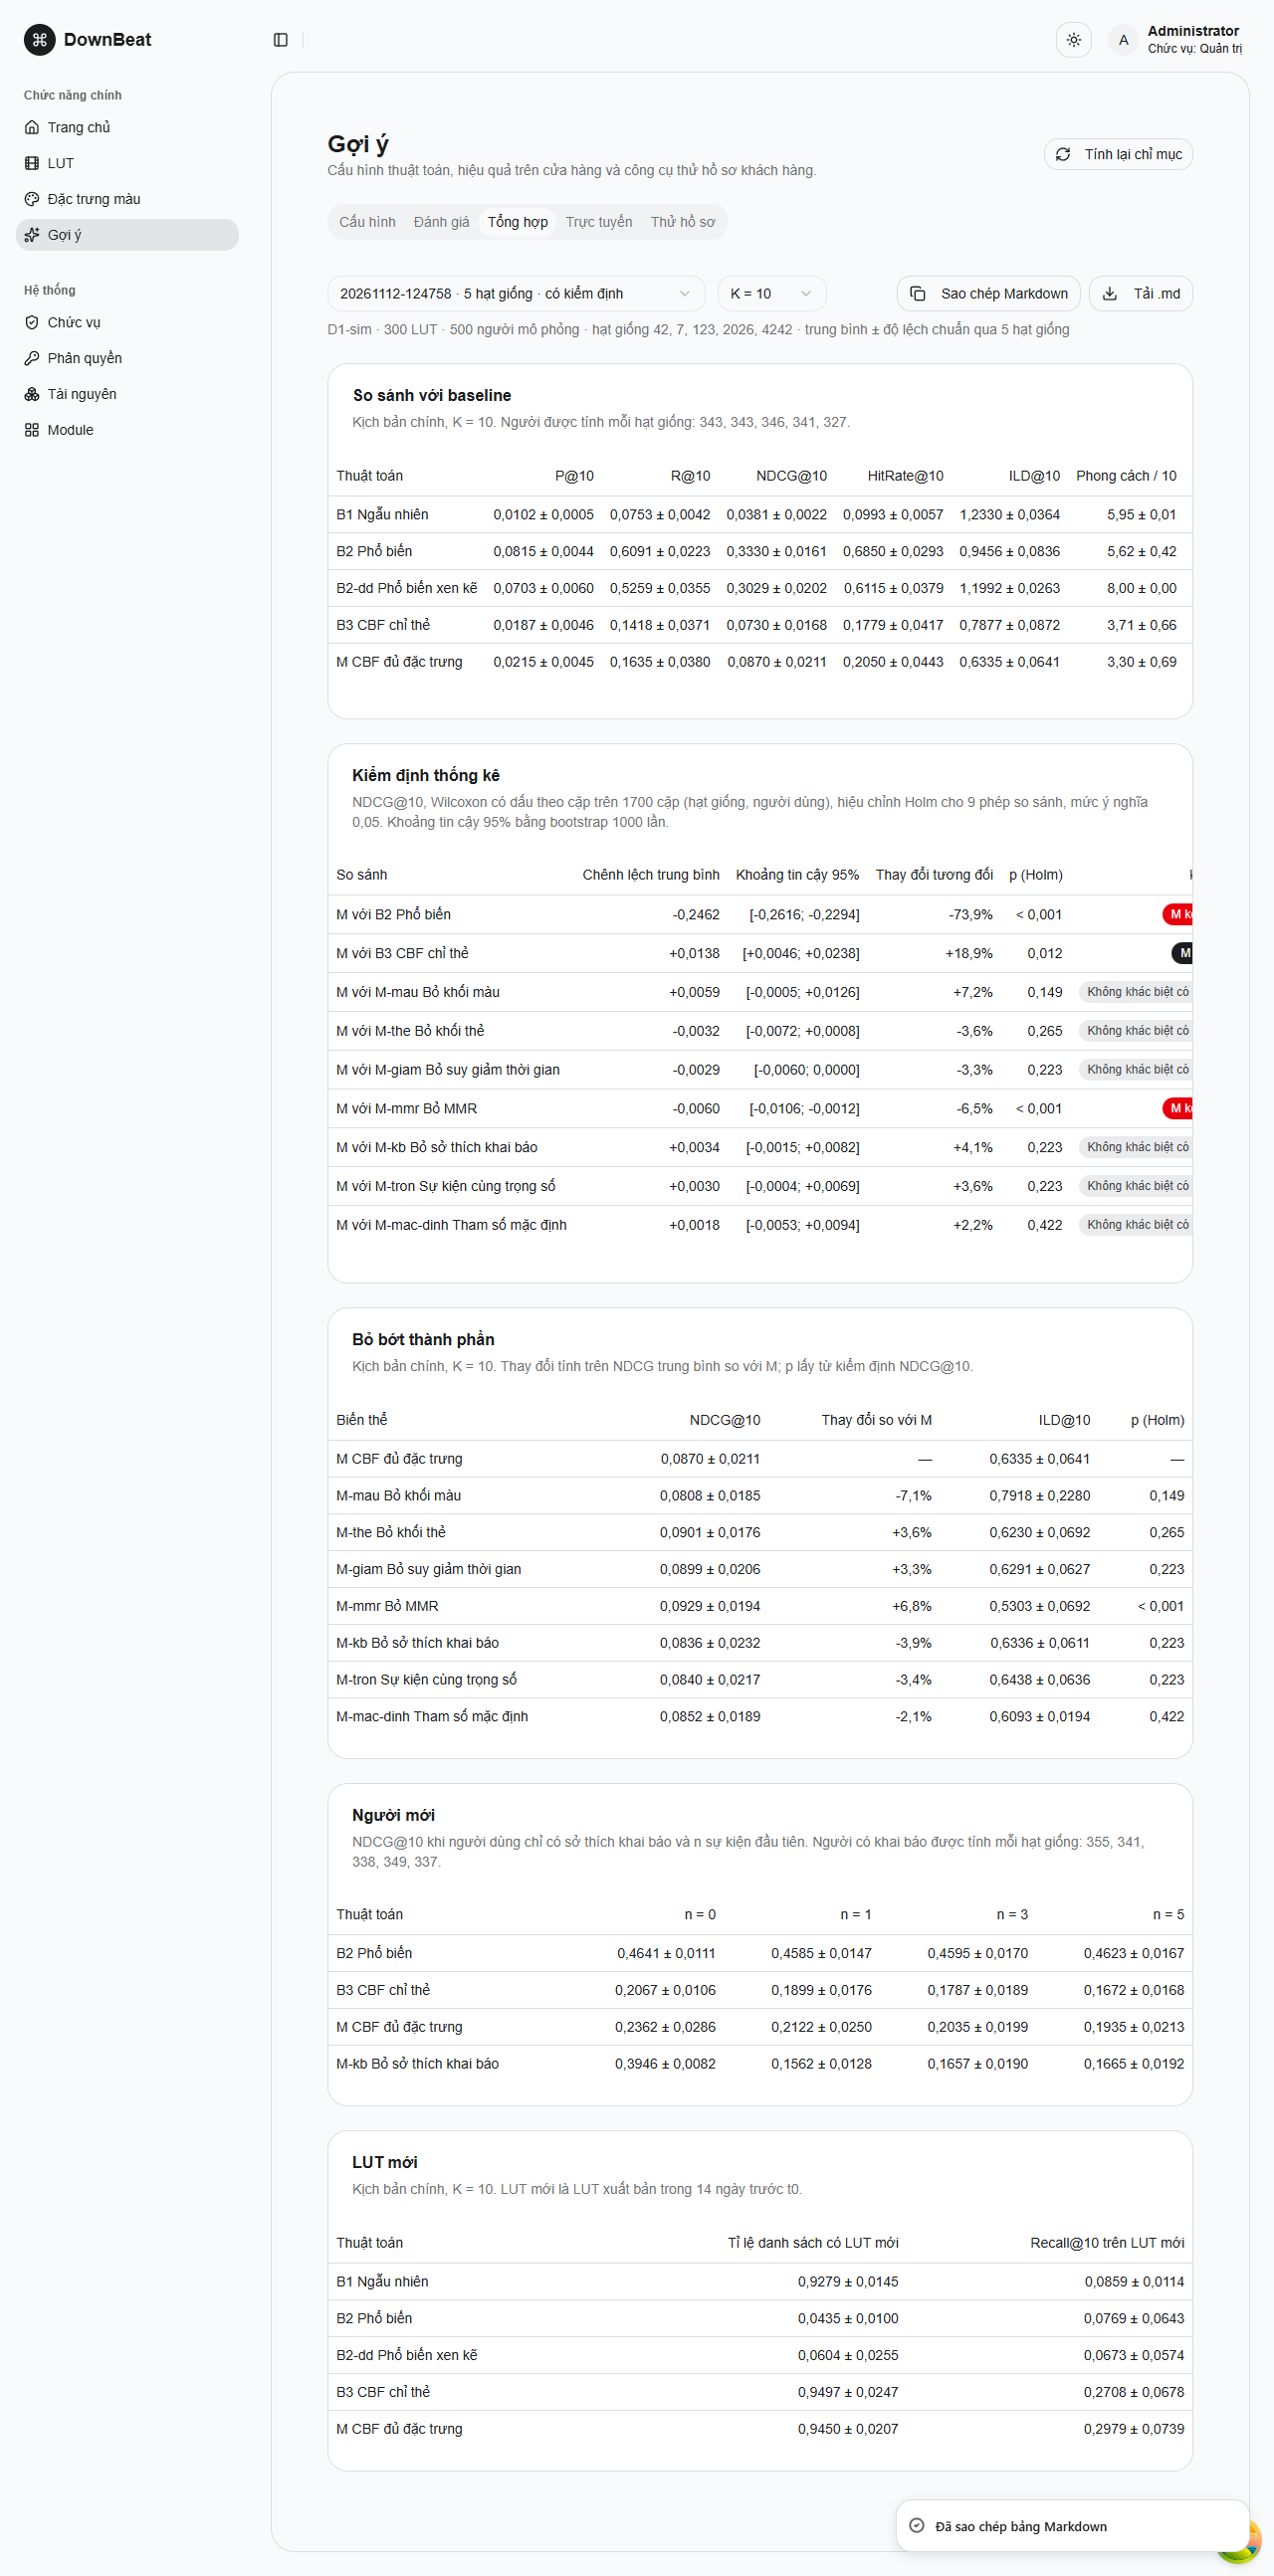 DownBeat
Administrator
A
Chức vụ: Quản trị
Chức năng chính
Trang chủ
LUT
Đặc trưng màu
Gợi ý
Hệ thống
Chức vụ
Phân quyền
Tài nguyên
Module
Gợi ý
Cấu hình thuật toán, hiệu quả trên cửa hàng và công cụ thử hồ sơ khách hàng.
Tính lại chỉ mục
Cấu hình Đánh giá Tổng hợp Trực tuyến Thử hồ sơ
20261112-124758 · 5 hạt giống · có kiểm định K = 10 Sao chép Markdown Tải .md
D1-sim · 300 LUT · 500 người mô phỏng · hạt giống 42, 7, 123, 2026, 4242 · trung bình ± độ lệch chuẩn qua 5 hạt giống
So sánh với baseline
Kịch bản chính, K = 10. Người được tính mỗi hạt giống: 343, 343, 346, 341, 327.
Thuật toán P@10 R@10 NDCG@10 HitRate@10 ILD@10 Phong cách / 10
B1 Ngẫu nhiên 0,0102 ± 0,0005 0,0753 ± 0,0042 0,0381 ± 0,0022 0,0993 ± 0,0057 1,2330 ± 0,0364 5,95 ± 0,01
B2 Phổ biến 0,0815 ± 0,0044 0,6091 ± 0,0223 0,3330 ± 0,0161 0,6850 ± 0,0293 0,9456 ± 0,0836 5,62 ± 0,42
B2-dd Phổ biến xen kẽ 0,0703 ± 0,0060 0,5259 ± 0,0355 0,3029 ± 0,0202 0,6115 ± 0,0379 1,1992 ± 0,0263 8,00 ± 0,00
B3 CBF chỉ thẻ 0,0187 ± 0,0046 0,1418 ± 0,0371 0,0730 ± 0,0168 0,1779 ± 0,0417 0,7877 ± 0,0872 3,71 ± 0,66
M CBF đủ đặc trưng 0,0215 ± 0,0045 0,1635 ± 0,0380 0,0870 ± 0,0211 0,2050 ± 0,0443 0,6335 ± 0,0641 3,30 ± 0,69
Kiểm định thống kê
NDCG@10, Wilcoxon có dấu theo cặp trên 1700 cặp (hạt giống, người dùng), hiệu chỉnh Holm cho 9 phép so sánh, mức ý nghĩa
0,05. Khoảng tin cậy 95% bằng bootstrap 1000 lần.
So sánh Chênh lệch trung bình Khoảng tin cậy 95% Thay đổi tương đối p (Holm)
M với B2 Phổ biến -0,2462 [-0,2616; -0,2294] -73,9% < 0,001 M
M với B3 CBF chỉ thẻ +0,0138 [+0,0046; +0,0238] +18,9% 0,012 M
M với M-mau Bỏ khối màu +0,0059 [-0,0005; +0,0126] +7,2% 0,149 Không khác biệt có
M với M-the Bỏ khối thẻ -0,0032 [-0,0072; +0,0008] -3,6% 0,265 Không khác biệt có
M với M-giam Bỏ suy giảm thời gian -0,0029 [-0,0060; 0,0000] -3,3% 0,223 Không khác biệt có
M với M-mmr Bỏ MMR -0,0060 [-0,0106; -0,0012] -6,5% < 0,001 M
M với M-kb Bỏ sở thích khai báo +0,0034 [-0,0015; +0,0082] +4,1% 0,223 Không khác biệt có
M với M-tron Sự kiện cùng trọng số +0,0030 [-0,0004; +0,0069] +3,6% 0,223 Không khác biệt có
M với M-mac-dinh Tham số mặc định +0,0018 [-0,0053; +0,0094] +2,2% 0,422 Không khác biệt có
Bỏ bớt thành phần
Kịch bản chính, K = 10. Thay đổi tính trên NDCG trung bình so với M; p lấy từ kiểm định NDCG@10.
Biến thể NDCG@10 Thay đổi so với M ILD@10 p (Holm)
M CBF đủ đặc trưng 0,0870 ± 0,0211 — 0,6335 ± 0,0641 —
M-mau Bỏ khối màu 0,0808 ± 0,0185 -7,1% 0,7918 ± 0,2280 0,149
M-the Bỏ khối thẻ 0,0901 ± 0,0176 +3,6% 0,6230 ± 0,0692 0,265
M-giam Bỏ suy giảm thời gian 0,0899 ± 0,0206 +3,3% 0,6291 ± 0,0627 0,223
M-mmr Bỏ MMR 0,0929 ± 0,0194 +6,8% 0,5303 ± 0,0692 < 0,001
M-kb Bỏ sở thích khai báo 0,0836 ± 0,0232 -3,9% 0,6336 ± 0,0611 0,223
M-tron Sự kiện cùng trọng số 0,0840 ± 0,0217 -3,4% 0,6438 ± 0,0636 0,223
M-mac-dinh Tham số mặc định 0,0852 ± 0,0189 -2,1% 0,6093 ± 0,0194 0,422
Người mới
NDCG@10 khi người dùng chỉ có sở thích khai báo và n sự kiện đầu tiên. Người có khai báo được tính mỗi hạt giống: 355, 341,
338, 349, 337.
Thuật toán n = 0 n = 1 n = 3 n = 5
B2 Phổ biến 0,4641 ± 0,0111 0,4585 ± 0,0147 0,4595 ± 0,0170 0,4623 ± 0,0167
B3 CBF chỉ thẻ 0,2067 ± 0,0106 0,1899 ± 0,0176 0,1787 ± 0,0189 0,1672 ± 0,0168
M CBF đủ đặc trưng 0,2362 ± 0,0286 0,2122 ± 0,0250 0,2035 ± 0,0199 0,1935 ± 0,0213
M-kb Bỏ sở thích khai báo 0,3946 ± 0,0082 0,1562 ± 0,0128 0,1657 ± 0,0190 0,1665 ± 0,0192
LUT mới
Kịch bản chính, K = 10. LUT mới là LUT xuất bản trong 14 ngày trước t0.
Thuật toán Tỉ lệ danh sách có LUT mới Recall@10 trên LUT mới
B1 Ngẫu nhiên 0,9279 ± 0,0145 0,0859 ± 0,0114
B2 Phổ biến 0,0435 ± 0,0100 0,0769 ± 0,0643
B2-dd Phổ biến xen kẽ 0,0604 ± 0,0255 0,0673 ± 0,0574
B3 CBF chỉ thẻ 0,9497 ± 0,0247 0,2708 ± 0,0678
M CBF đủ đặc trưng 0,9450 ± 0,0207 0,2979 ± 0,0739
Đã sao chép bảng Markdown